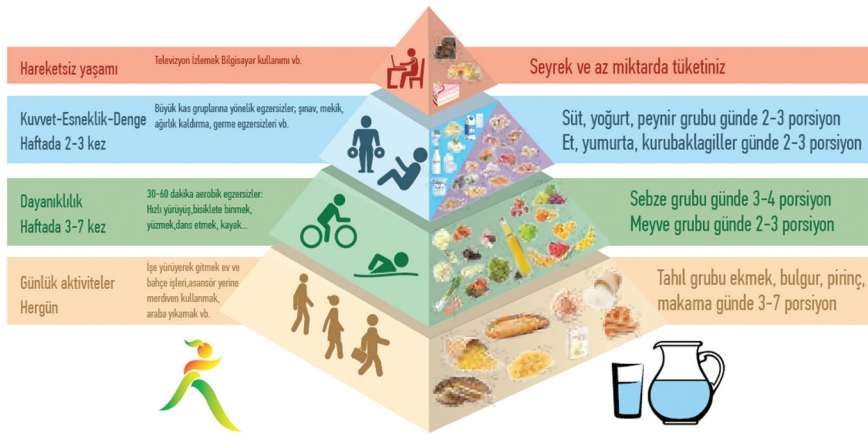 Hareketsiz yaşamı
Televizyon İzlemek Bilgisayar kullanımı vb.
Seyrek ve az miktarda tüketiniz
Kuvvet-Esneklik-Denge
Haftada 2-3 kez
Büyük kas gruplarına yönelik egzersizler; şınav, mekik,
ağırlık kaldırma, germe egzersizleri vb.
Süt, yoğurt, peynir grubu günde 2-3 porsiyon
Et, yumurta, kurubaklagiller günde 2-3 porsiyon
Dayanıklılık
Haftada 3-7 kez
30-60 dakika aerobik egzersizler:
Hızlı yürüyüş,bisiklete binmek,
yüzmek,dans etmek, kayak...
Sebze grubu günde 3-4 porsiyon
Meyve grubu günde 2-3 porsiyon
Günlük aktiviteler
Hergün
İşe yürüyerek gitmek ev ve
bahçe işleri,asansör yerine
merdiven kullanmak,
araba yıkamak vb.
Tahıl grubu ekmek, bulgur, pirinç,
makarna günde 3-7 porsiyon